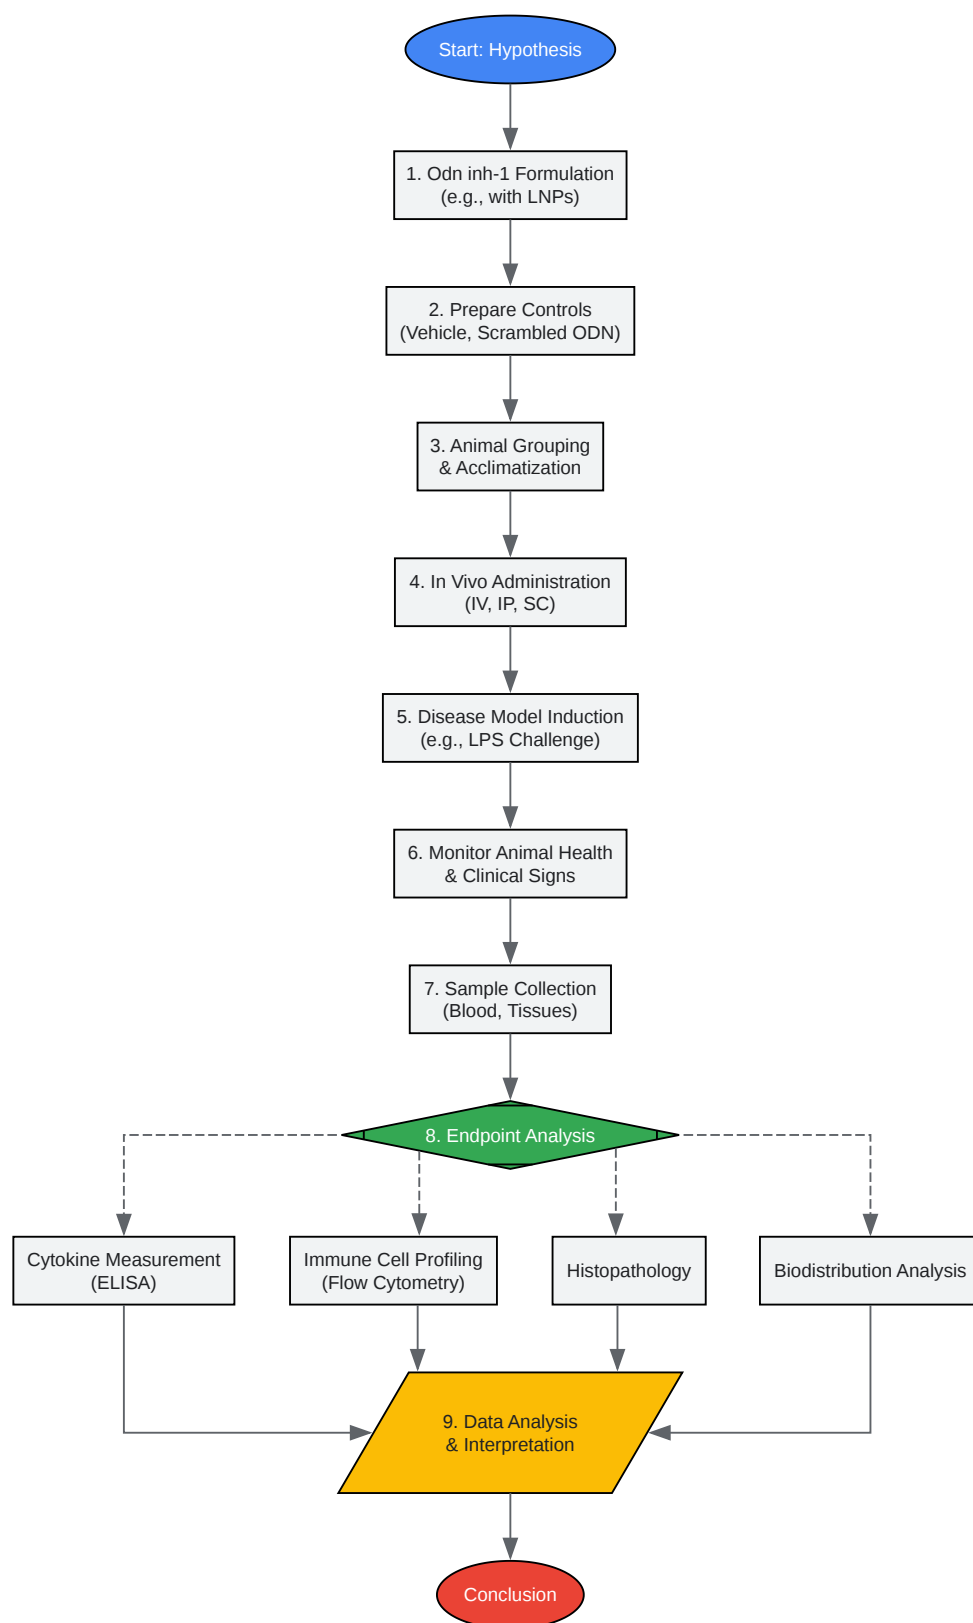 Start: Hypothesis
1. Odn inh-1 Formulation
(e.g., with LNPs)
2. Prepare Controls
(Vehicle, Scrambled ODN)
3. Animal Grouping
& Acclimatization
4. In Vivo Administration
(IV, IP, SC)
5. Disease Model Induction
(e.g., LPS Challenge)
6. Monitor Animal Health
& Clinical Signs
7. Sample Collection
(Blood, Tissues)
8. Endpoint Analysis
Cytokine Measurement
(ELISA)
Immune Cell Profiling
(Flow Cytometry)
Histopathology
Biodistribution Analysis
9. Data Analysis
& Interpretation
Conclusion